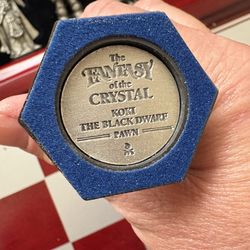 The
FANTASY
of the
CRYSTAL
KOKI
THE BLACK DWARF
PAWN